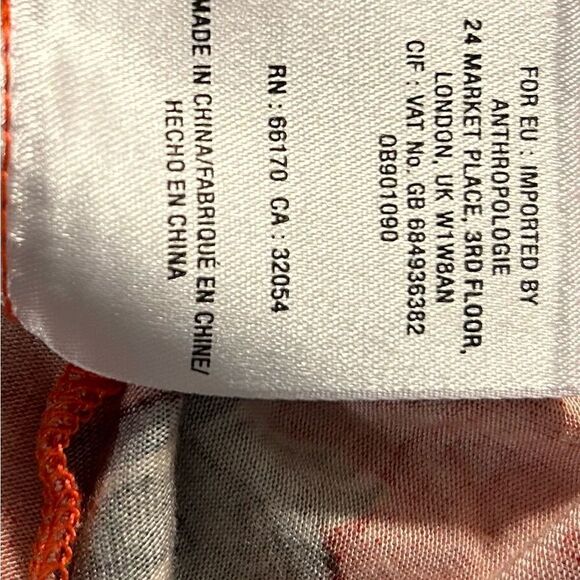 FOR EU : IMPORTED BY
ANTHROPOLOGIE
24 MARKET PLACE, 3RD FLOOR,
LONDON, UK W1W8AN
CIF : VAT No. GB 684936382
0B901090
RN : 66170 CA : 32054
MADE IN CHINA/FABRIQUÉ EN CHINE/
HECHO EN CHINA